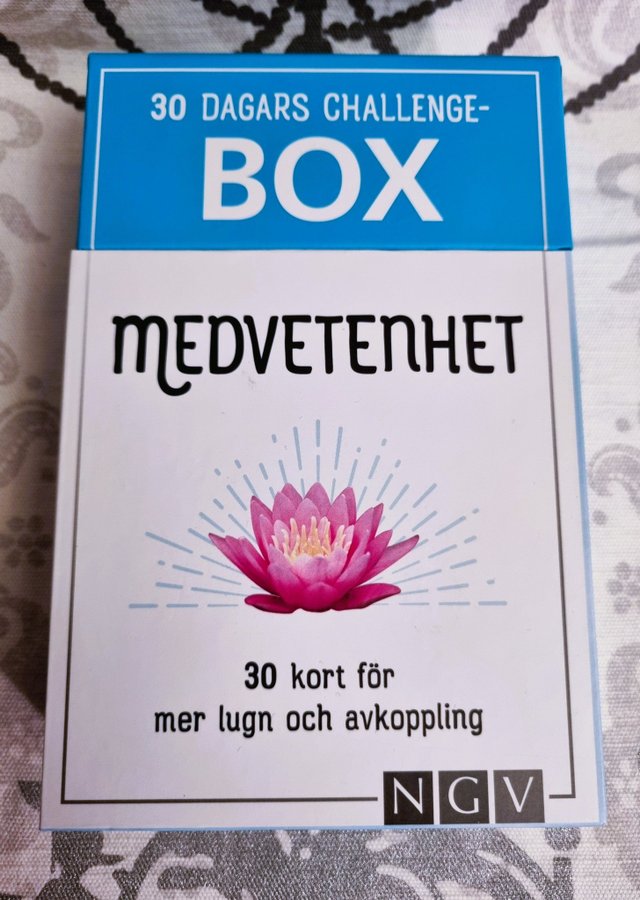 30 DAGARS CHALLENGE-
BOX
MEDVETENHET
30 kort för
mer lugn och avkoppling
NGV